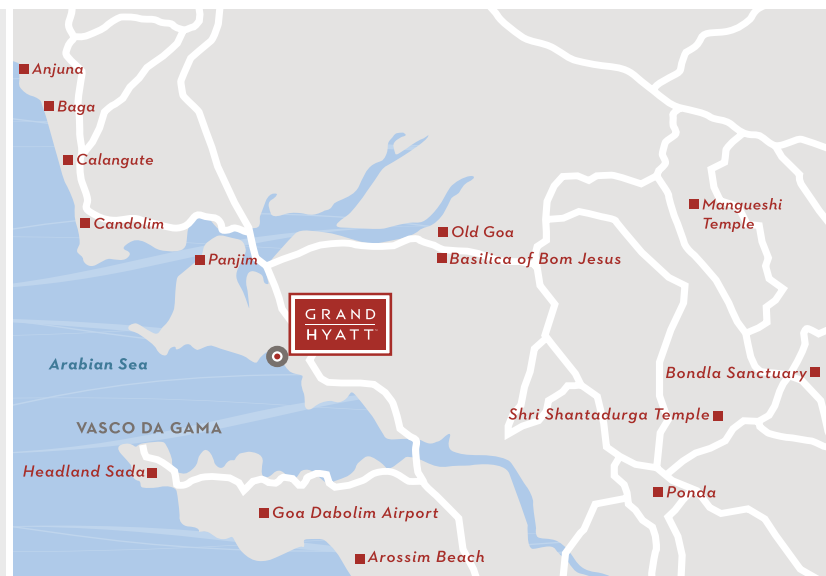 Anjuna
Baga
Calangute
Candolim
Mangueshi
Temple
Old Goa
Panjim
Basilica of Bom Jesus
GRAND
HYATT
Arabian Sea
Bondla Sanctuary
Shri Shantadurga Temple
VASCO DA GAMA
Headland Sada
Ponda
Goa Dabolim Airport
Arossim Beach